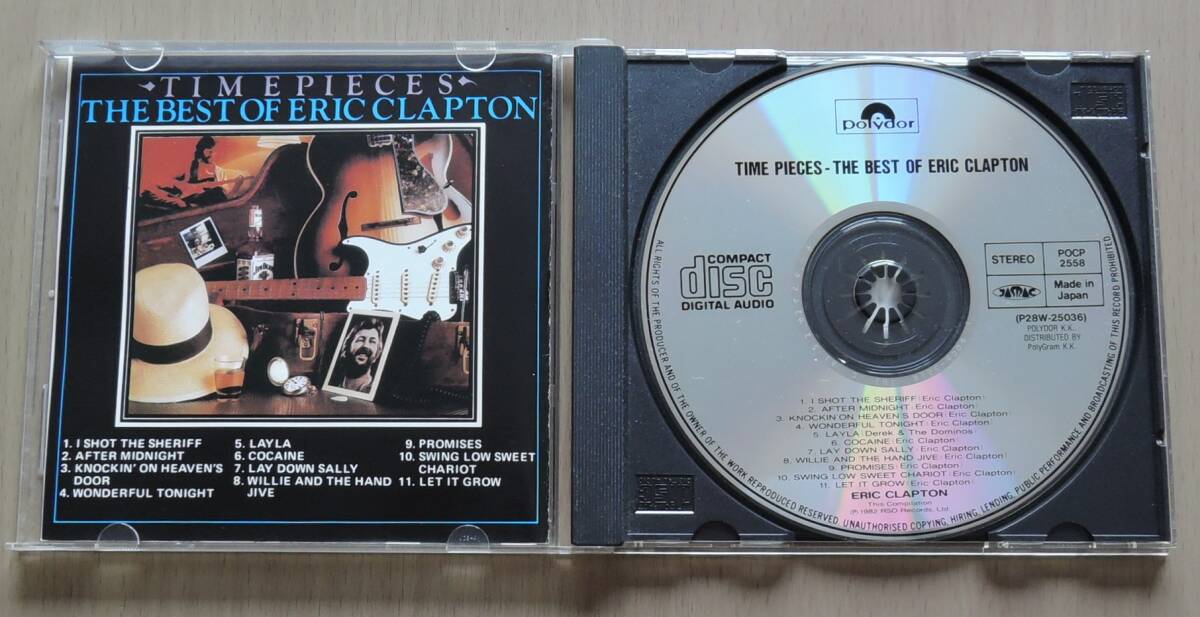 TIME PIECES
THE BEST OF ERIC CLAPTON
1. I SHOT THE SHERIFF
2. AFTER MIDNIGHT
3. KNOCKIN' ON HEAVEN'S
DOOR
4. WONDERFUL TONIGHT
5. LAYLA
6. COCAINE
7. LAY DOWN SALLY
8. WILLIE AND THE HAND
JIVE
9. PROMISES
10. SWING LOW SWEET
CHARIOT
11. LET IT GROW
polydor
TIME PIECES - THE BEST OF ERIC CLAPTON
COMPACT
disc
DIGITAL AUDIO
STEREO
POCP
2558
JASRAC
Made in
Japan
(P28W-25036)
POLYDOR K.K.,
DISTRIBUTED BY
PolyGram K.K.
1. I SHOT THE SHERIFF (Eric Clapton)
2. AFTER MIDNIGHT (Eric Clapton)
3. KNOCKIN ON HEAVEN'S DOOR (Eric Clapton)
4. WONDERFUL TONIGHT (Eric Clapton)
5. LAYLA (Derek & The Dominos)
6. COCAINE (Eric Clapton)
7. LAY DOWN SALLY (Eric Clapton)
8. WILLIE AND THE HAND JIVE (Eric Clapton)
9. PROMISES (Eric Clapton)
10. SWING LOW SWEET CHARIOT (Eric Clapton)
11. LET IT GROW (Eric Clapton)
ERIC CLAPTON
This Compilation
℗1982 RSO Records, Ltd.
ALL RIGHTS OF THE PRODUCER AND OF THE OWNER OF THE WORK REPRODUCED RESERVED. UNAUTHORISED COPYING, HIRING, LENDING, PUBLIC PERFORMANCE AND BROADCASTING OF THIS RECORD PROHIBITED.